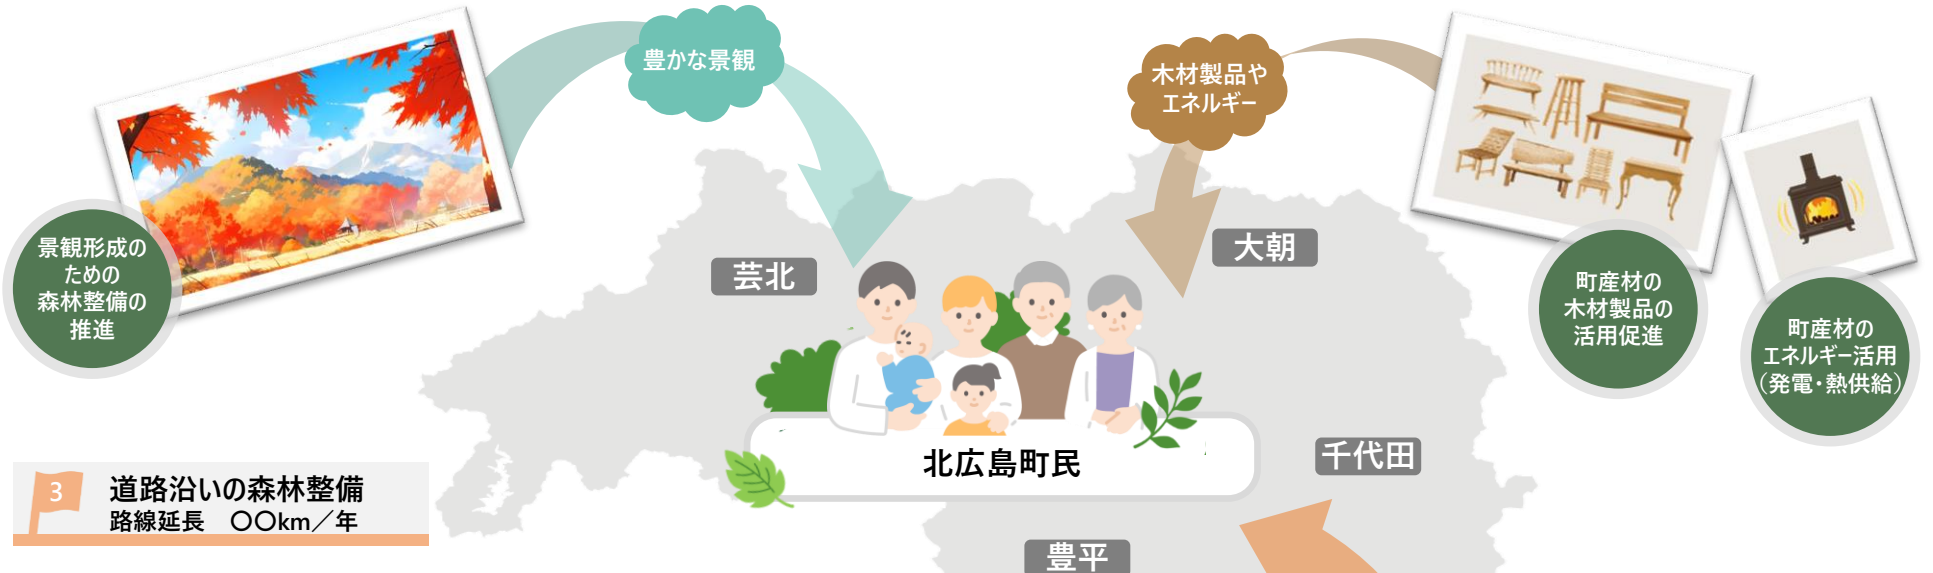 豊かな景観
木材製品や
エネルギー
景観形成の
ための
森林整備の
推進
芸北
大朝
町産材の
木材製品の
活用促進
町産材の
エネルギー活用
（発電・熱供給）
北広島町民
千代田
3
道路沿いの森林整備
路線延長　〇〇km／年
豊平